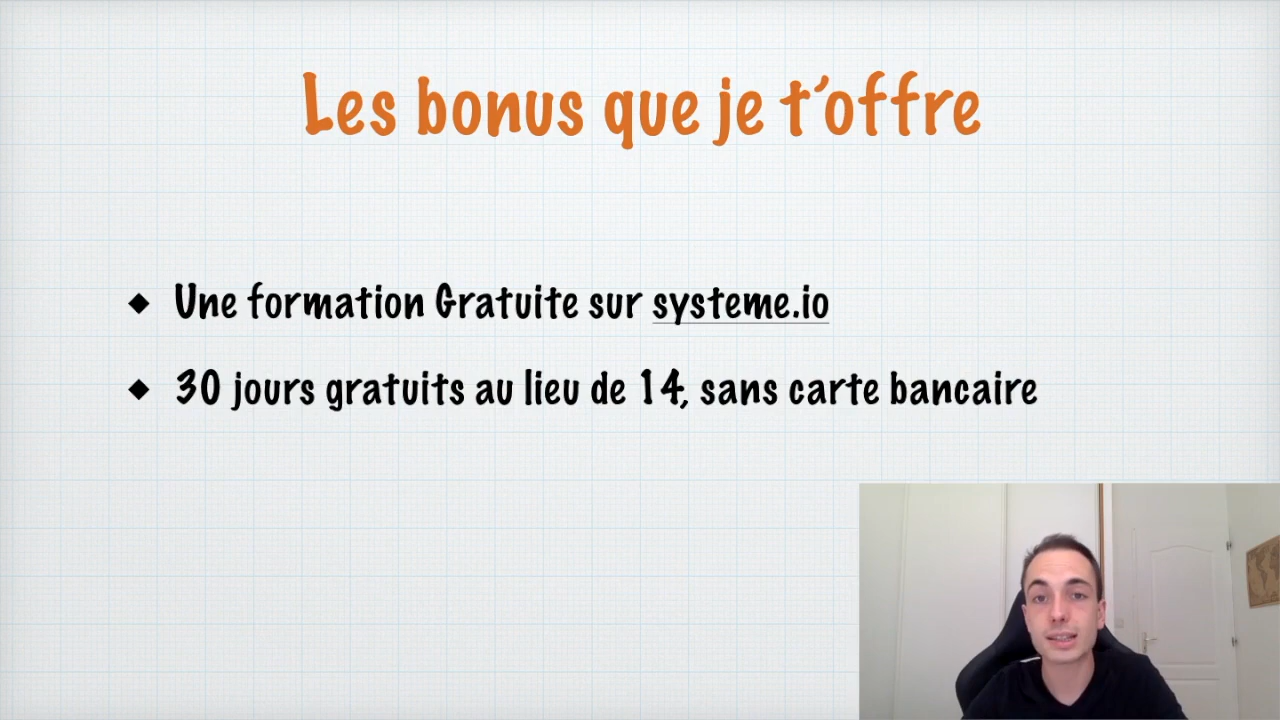 Les bonus que je t'offre
◆ Une formation Gratuite sur systeme.io
◆ 30 jours gratuits au lieu de 14, sans carte bancaire